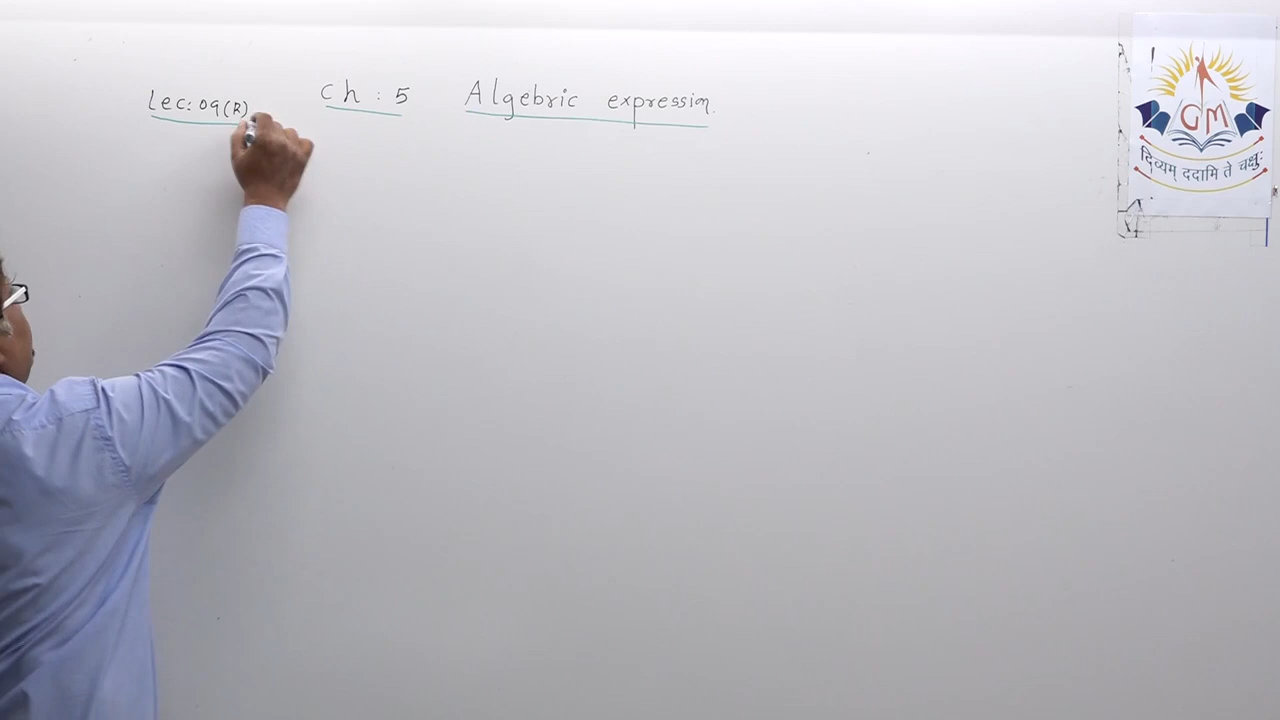 Lec: 09(R) Ch : 5 Algebric expression.
GM
दिव्यम् ददामि ते चक्षुः